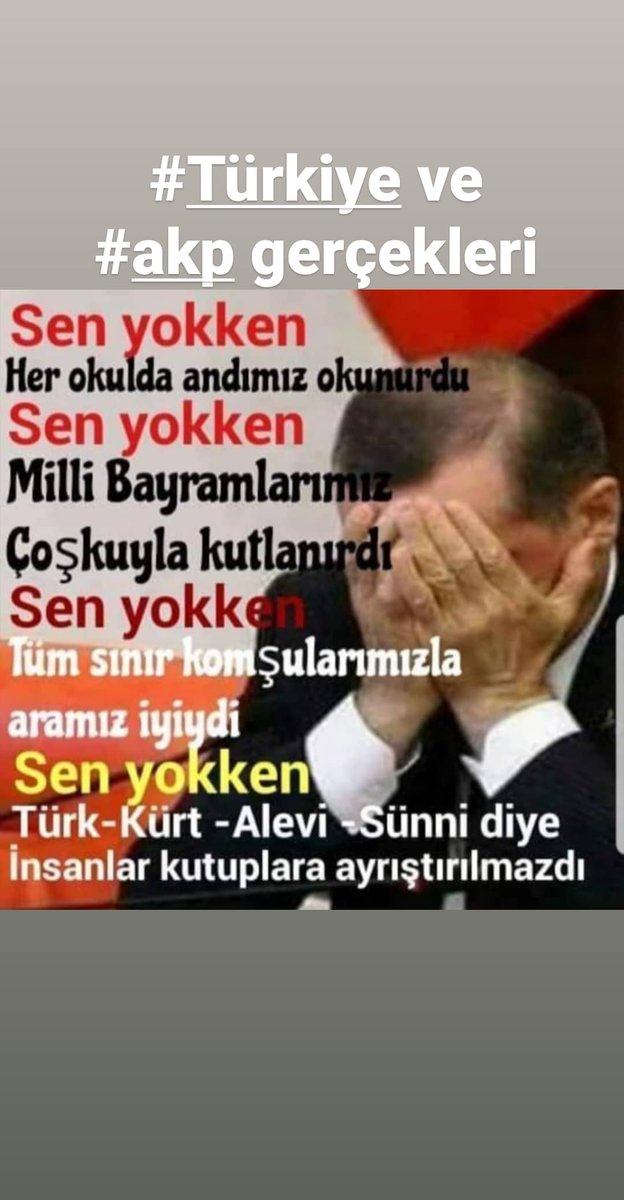 #Türkiye ve
#akp gerçekleri
Sen yokken
Her okulda andımız okunurdu
Sen yokken
Milli Bayramlarımız
Çoşkuyla kutlanırdı
Sen yokken
Tüm sınır komşularımızla
aramız iyiydi
Sen yokken
Türk-Kürt -Alevi -Sünni diye
İnsanlar kutuplara ayrıştırılmazdı